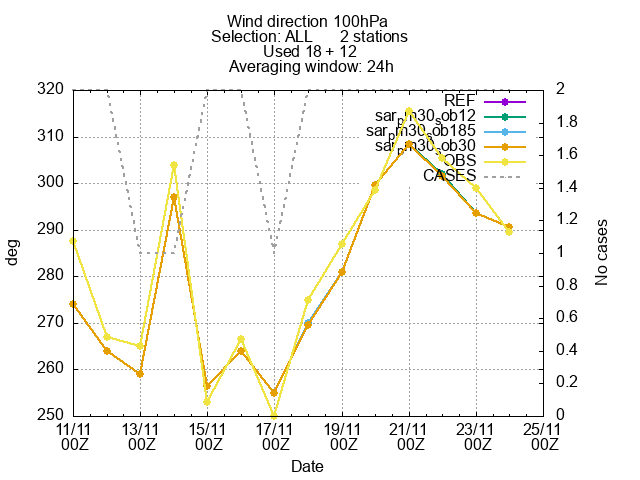 Wind direction 100hPa
Selection: ALL 2 stations
Used 18 + 12
Averaging window: 24h
320
310
300
290
280
270
260
250
deg
2
1.8
1.6
1.4
1.2
1
0.8
0.6
0.4
0.2
0
No cases
REF
sar_pm30_sob12
sar_pm30_sob185
sar_pm30_sob30
OBS
CASES
11/11 13/11 15/11 17/11 19/11 21/11 23/11 25/11
00Z 00Z 00Z 00Z 00Z 00Z 00Z 00Z
Date